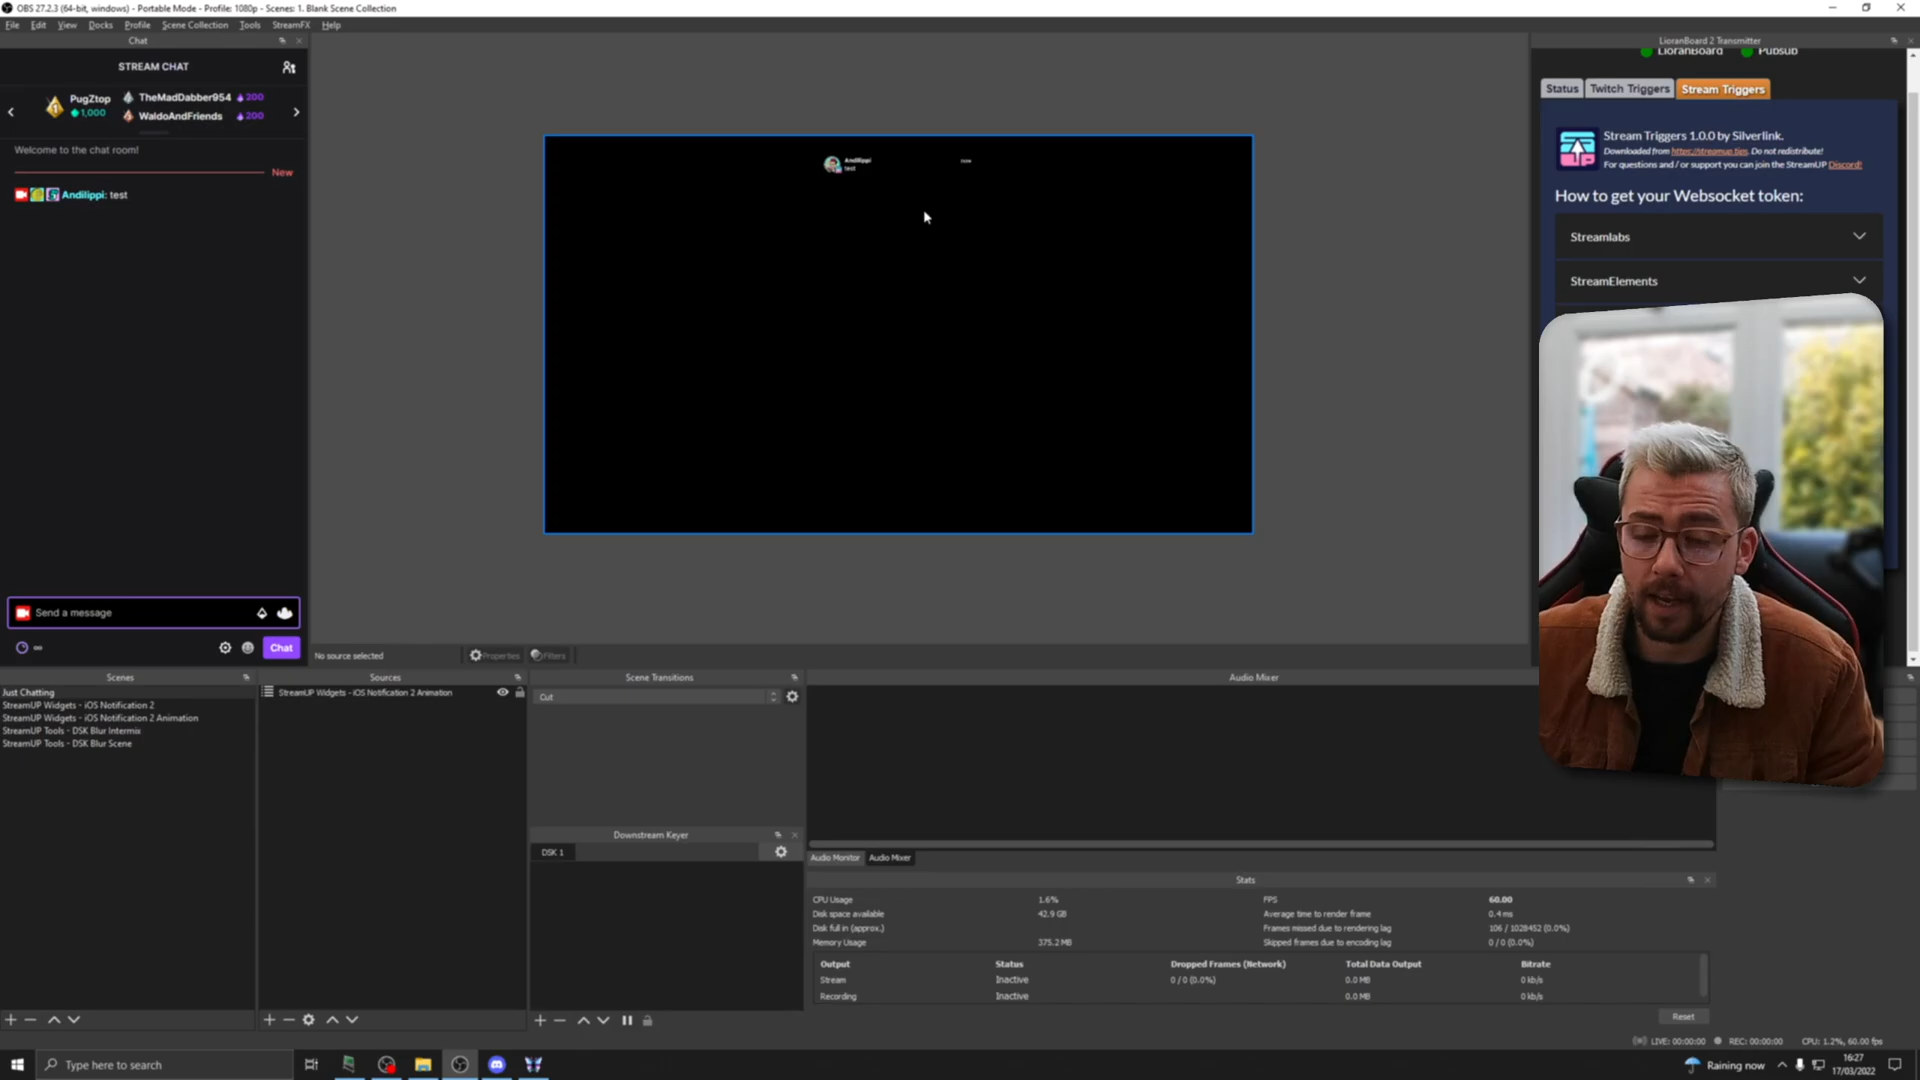 OBS 27.2.3 (64-bit, windows) - Portable Mode - Profile: 1080p - Scenes: 1. Blank Scene Collection
File Edit View Docks Profile Scene Collection Tools StreamFX Help
Chat
STREAM CHAT
PugZtop
1,000
TheMadDabber954 200
WaldoAndFriends 200
Welcome to the chat room!
New
Andilippi: test
Send a message
Chat
Andilippi now
test
LioranBoard 2 Transmitter
LioranBoard Pubsub
Status Twitch Triggers Stream Triggers
Stream Triggers 1.0.0 by Silverlink.
Downloaded from https://streamup.tips. Do not redistribute!
For questions and / or support you can join the StreamUP Discord!
How to get your Websocket token:
Streamlabs
StreamElements
No source selected Properties Filters
Scenes
Just Chatting
StreamUP Widgets - iOS Notification 2
StreamUP Widgets - iOS Notification 2 Animation
StreamUP Tools - DSK Blur Intermix
StreamUP Tools - DSK Blur Scene
Sources
StreamUP Widgets - iOS Notification 2 Animation
Scene Transitions
Cut
Downstream Keyer
DSK 1
Audio Mixer
Audio Monitor Audio Mixer
Stats
CPU Usage 1.6% FPS 60.00
Disk space available 42.9 GB Average time to render frame 0.4 ms
Disk full in (approx.) Frames missed due to rendering lag 106 / 1028452 (0.0%)
Memory Usage 375.2 MB Skipped frames due to encoding lag 0 / 0 (0.0%)
Output Status Dropped Frames (Network) Total Data Output Bitrate
Stream Inactive 0 / 0 (0.0%) 0.0 MB 0 kb/s
Recording Inactive 0.0 MB 0 kb/s
Reset
LIVE: 00:00:00 REC: 00:00:00 CPU: 1.2%, 60.00 fps
Type here to search
Raining now
16:27
17/03/2022